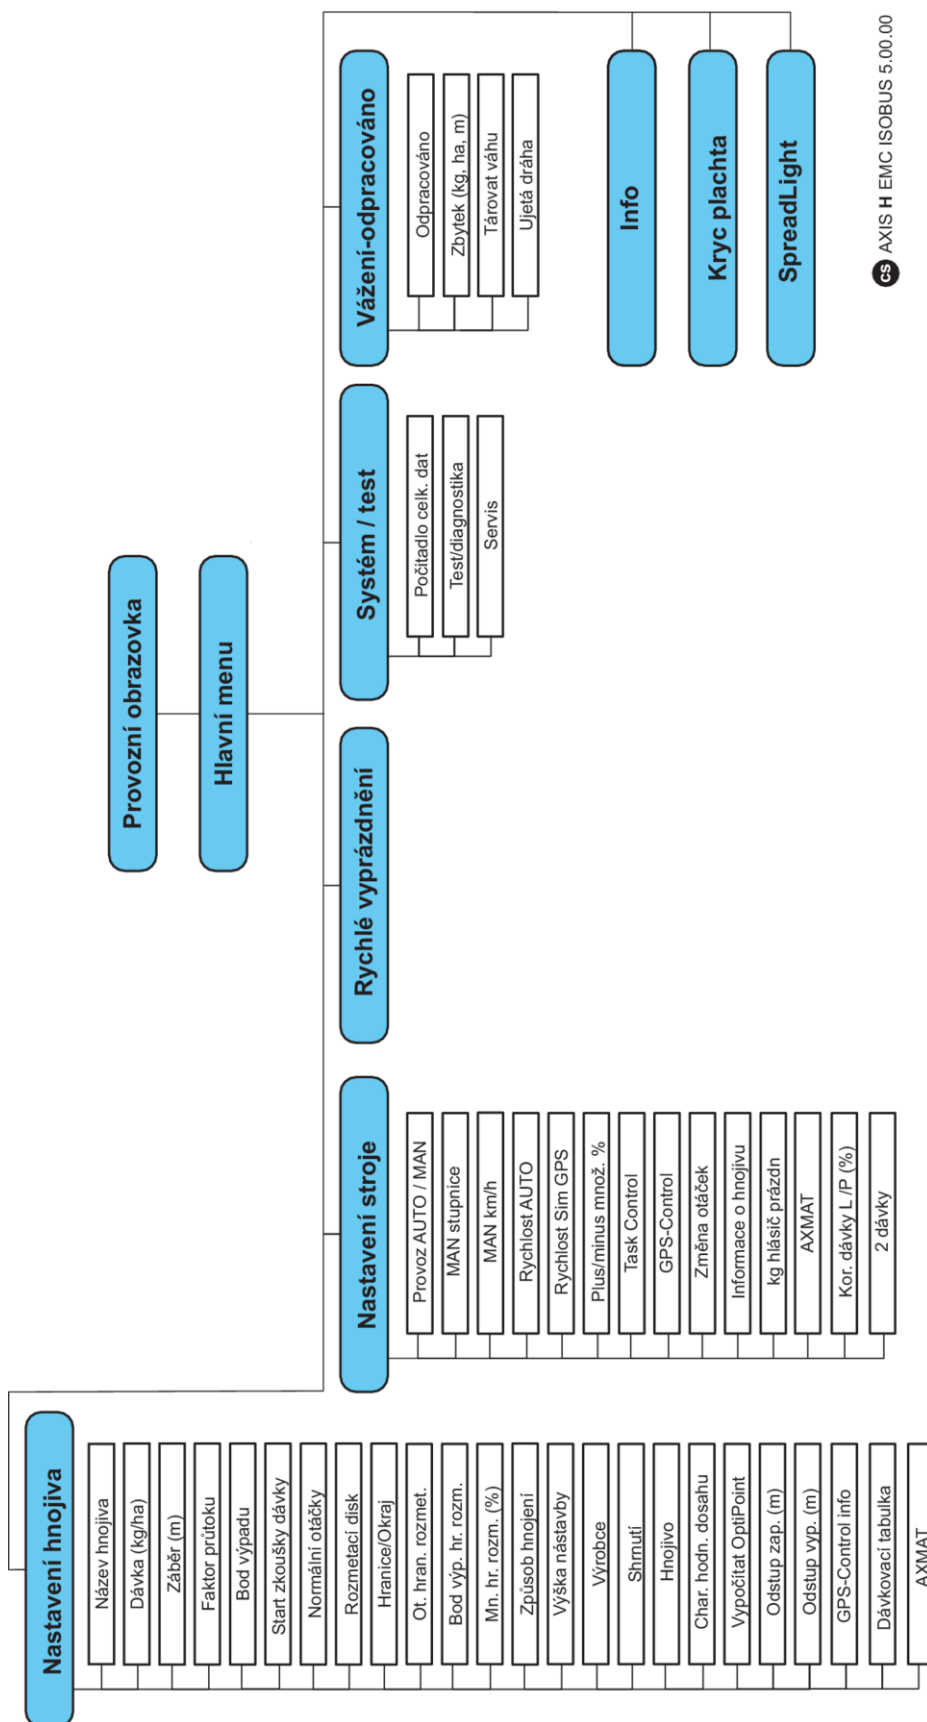 Provozní obrazovka
Hlavní menu
Nastavení hnojiva
Název hnojiva
Dávka (kg/ha)
Záběr (m)
Faktor průtoku
Bod výpadu
Start zkoušky dávky
Normální otáčky
Rozmetací disk
Hranice/Okraj
Ot. hran. rozmet.
Bod výp. hr. rozm.
Mn. hr. rozm. (%)
Způsob hnojení
Výška nástavby
Výrobce
Shrnutí
Hnojivo
Char. hodn. dosahu
Vypočítat OptiPoint
Odstup zap. (m)
Odstup vyp. (m)
GPS-Control info
Dávkovací tabulka
AXMAT
Nastavení stroje
Provoz AUTO / MAN
MAN stupnice
MAN km/h
Rychlost AUTO
Rychlost Sim GPS
Plus/minus množ. %
Task Control
GPS-Control
Změna otáček
Informace o hnojivu
kg hlásič prázdn
AXMAT
Kor. dávky L /P (%)
2 dávky
Rychlé vyprázdnění
Systém / test
Počitadlo celk. dat
Test/diagnostika
Servis
Vážení-odpracováno
Odpracováno
Zbytek (kg, ha, m)
Tárovat váhu
Ujetá dráha
Info
Kryc plachta
SpreadLight
CS AXIS H EMC ISOBUS 5.00.00